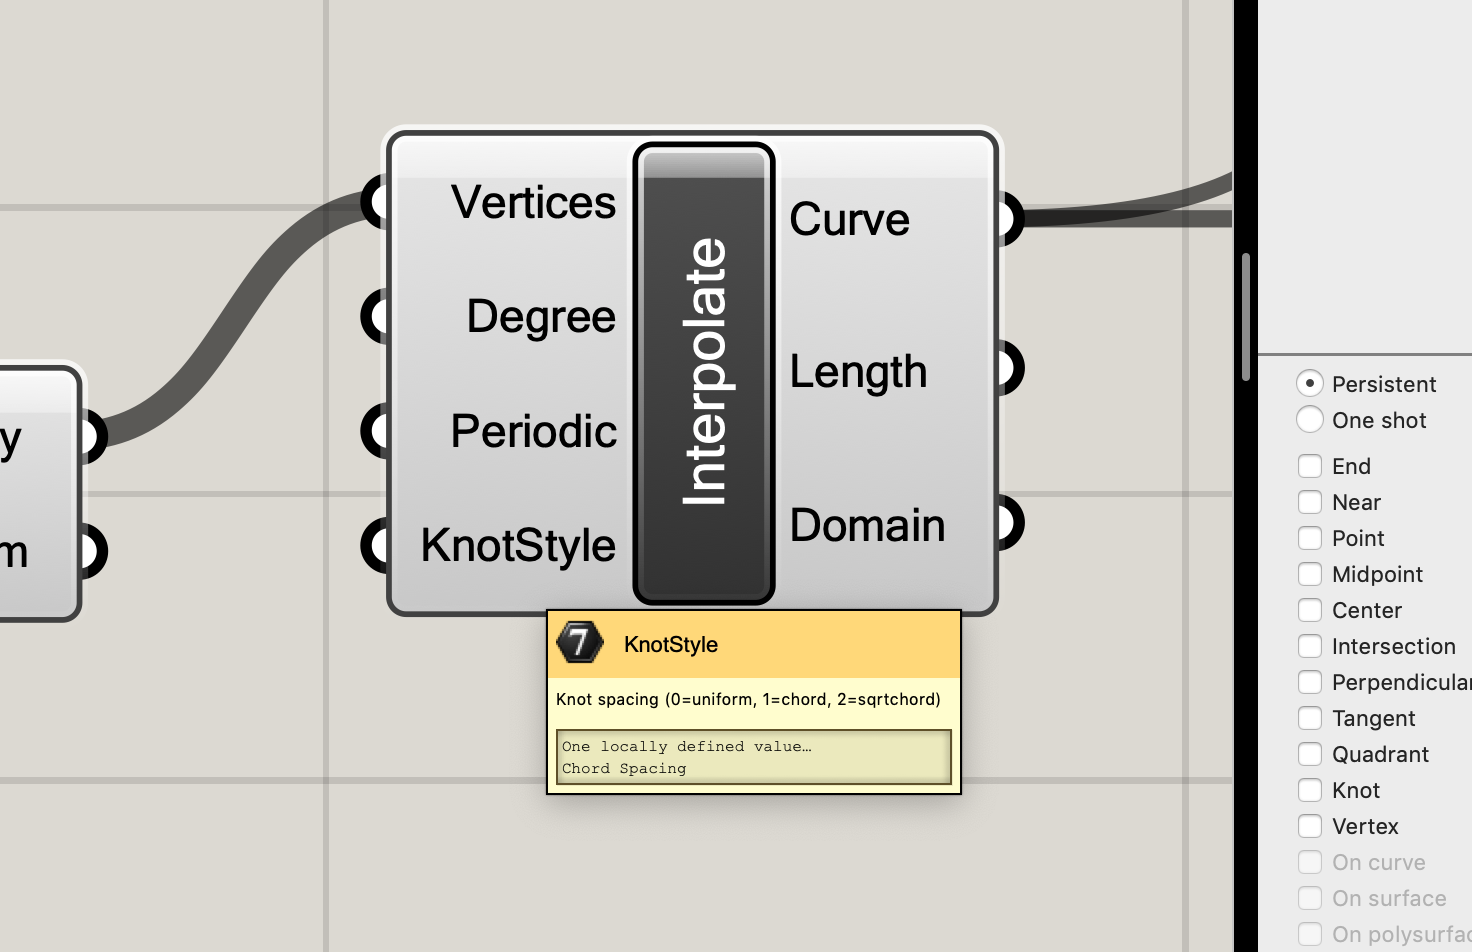 Vertices
Degree
Periodic
KnotStyle
Interpolate
Curve
Length
Domain
y
m
7 KnotStyle
Knot spacing (0=uniform, 1=chord, 2=sqrtchord)
One locally defined value…
Chord Spacing
Persistent
One shot
End
Near
Point
Midpoint
Center
Intersection
Perpendicular
Tangent
Quadrant
Knot
Vertex
On curve
On surface
On polysurfac